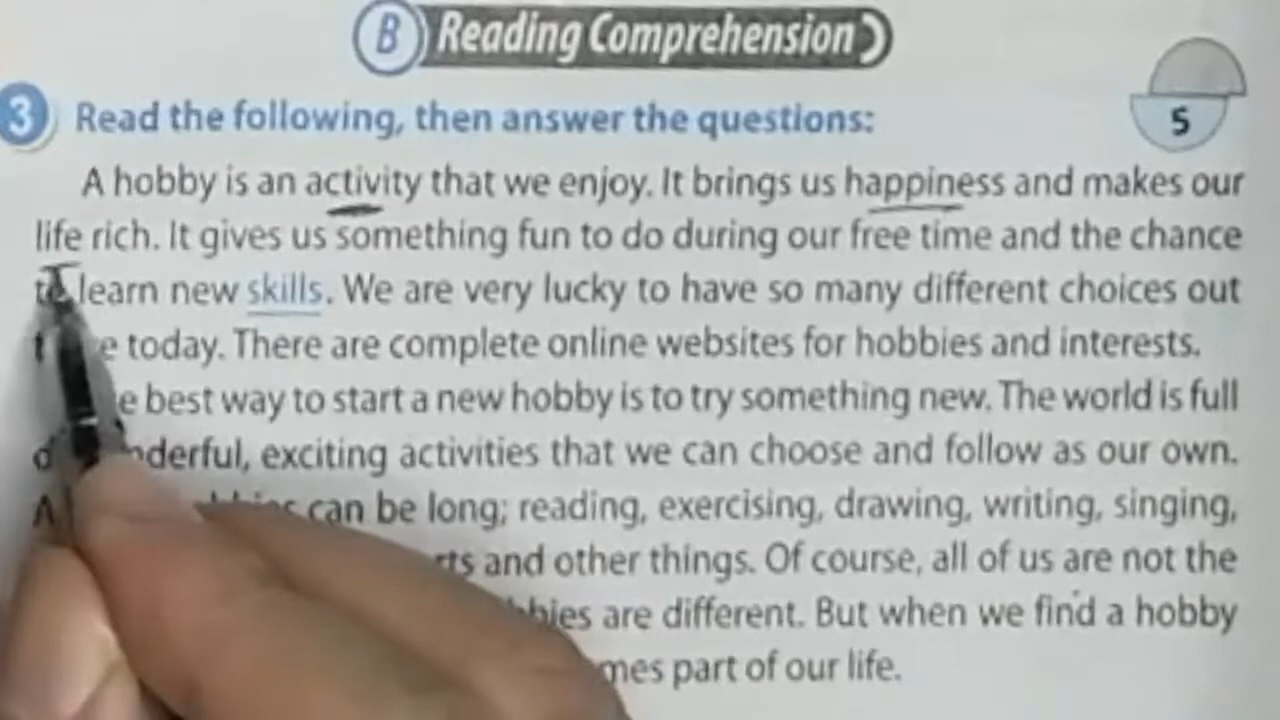 B Reading Comprehension
5
3 Read the following, then answer the questions:
A hobby is an activity that we enjoy. It brings us happiness and makes our
life rich. It gives us something fun to do during our free time and the chance
to learn new skills. We are very lucky to have so many different choices out
today. There are complete online websites for hobbies and interests.
best way to start a new hobby is to try something new. The world is full
exciting activities that we can choose and follow as our own.
can be long; reading, exercising, drawing, writing, singing,
and other things. Of course, all of us are not the
are different. But when we find a hobby
part of our life.